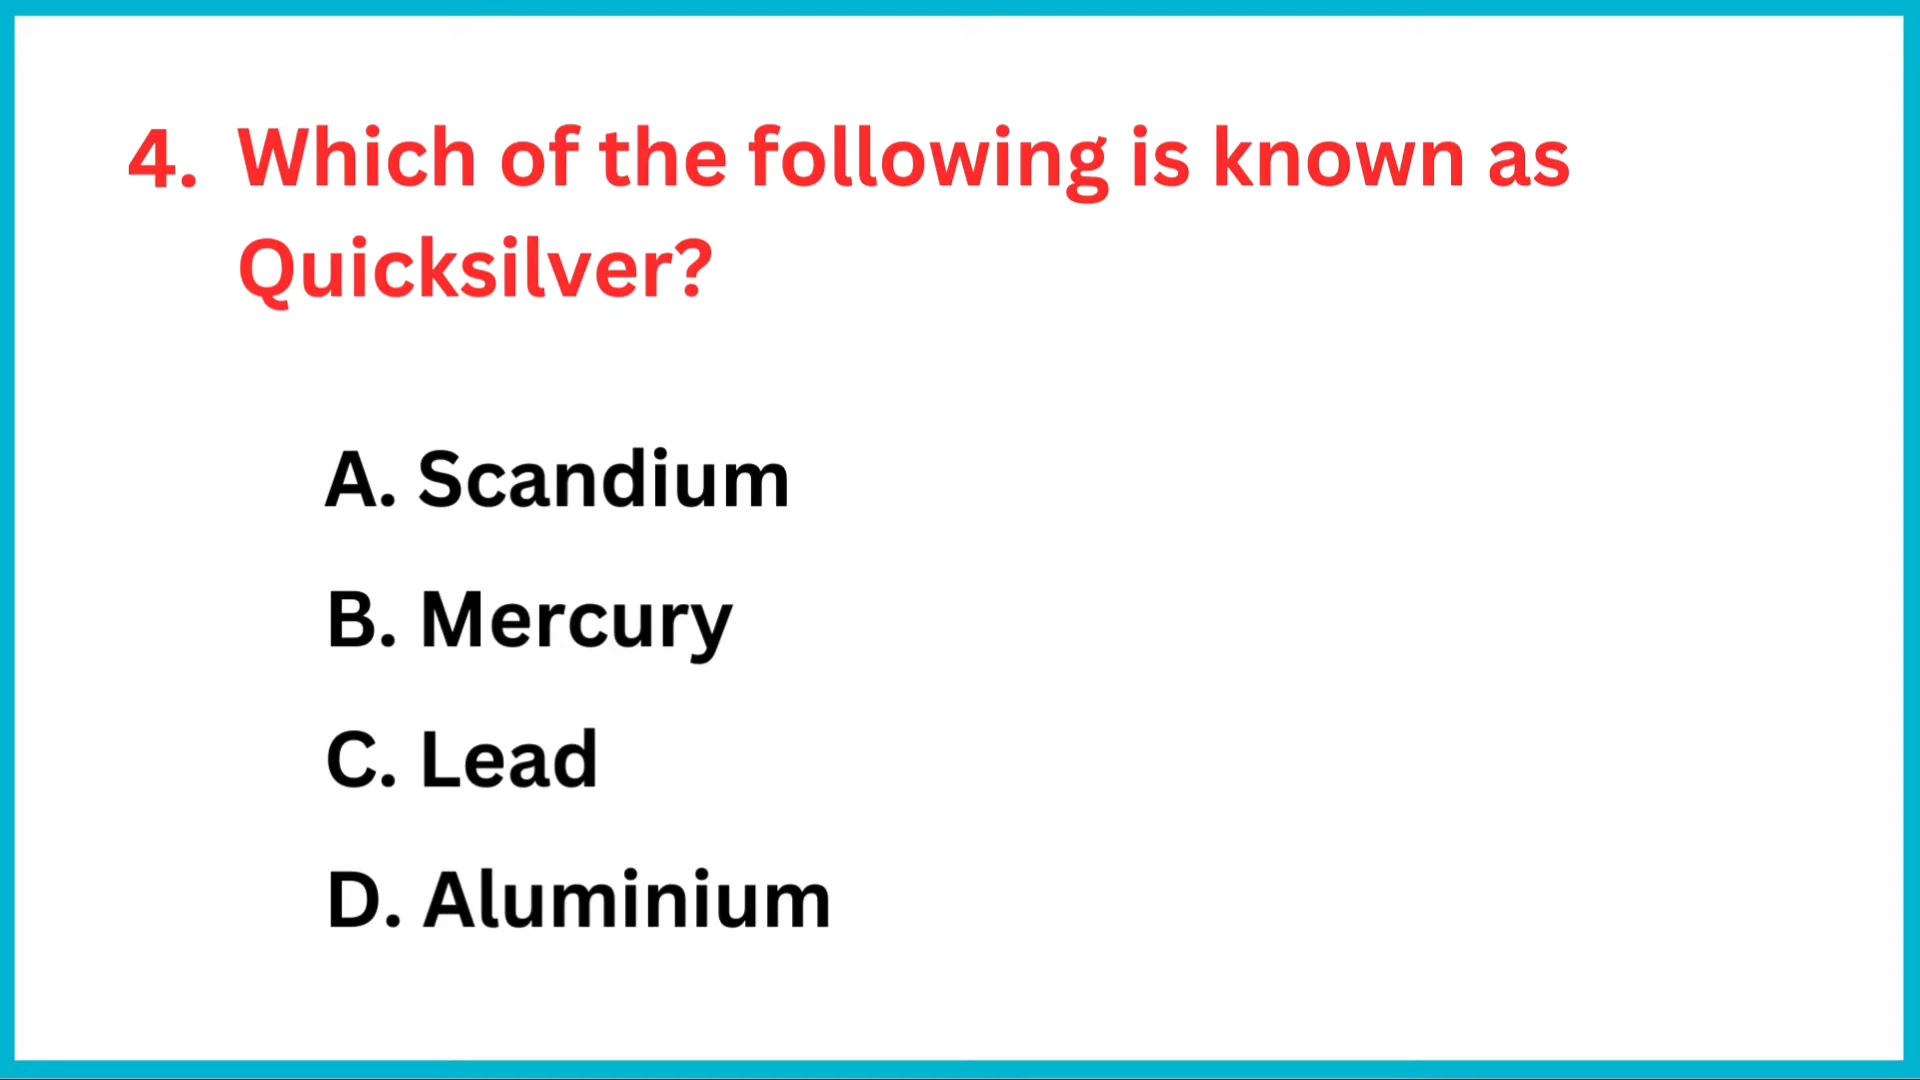 4. Which of the following is known as
Quicksilver?
A. Scandium
B. Mercury
C. Lead
D. Aluminium